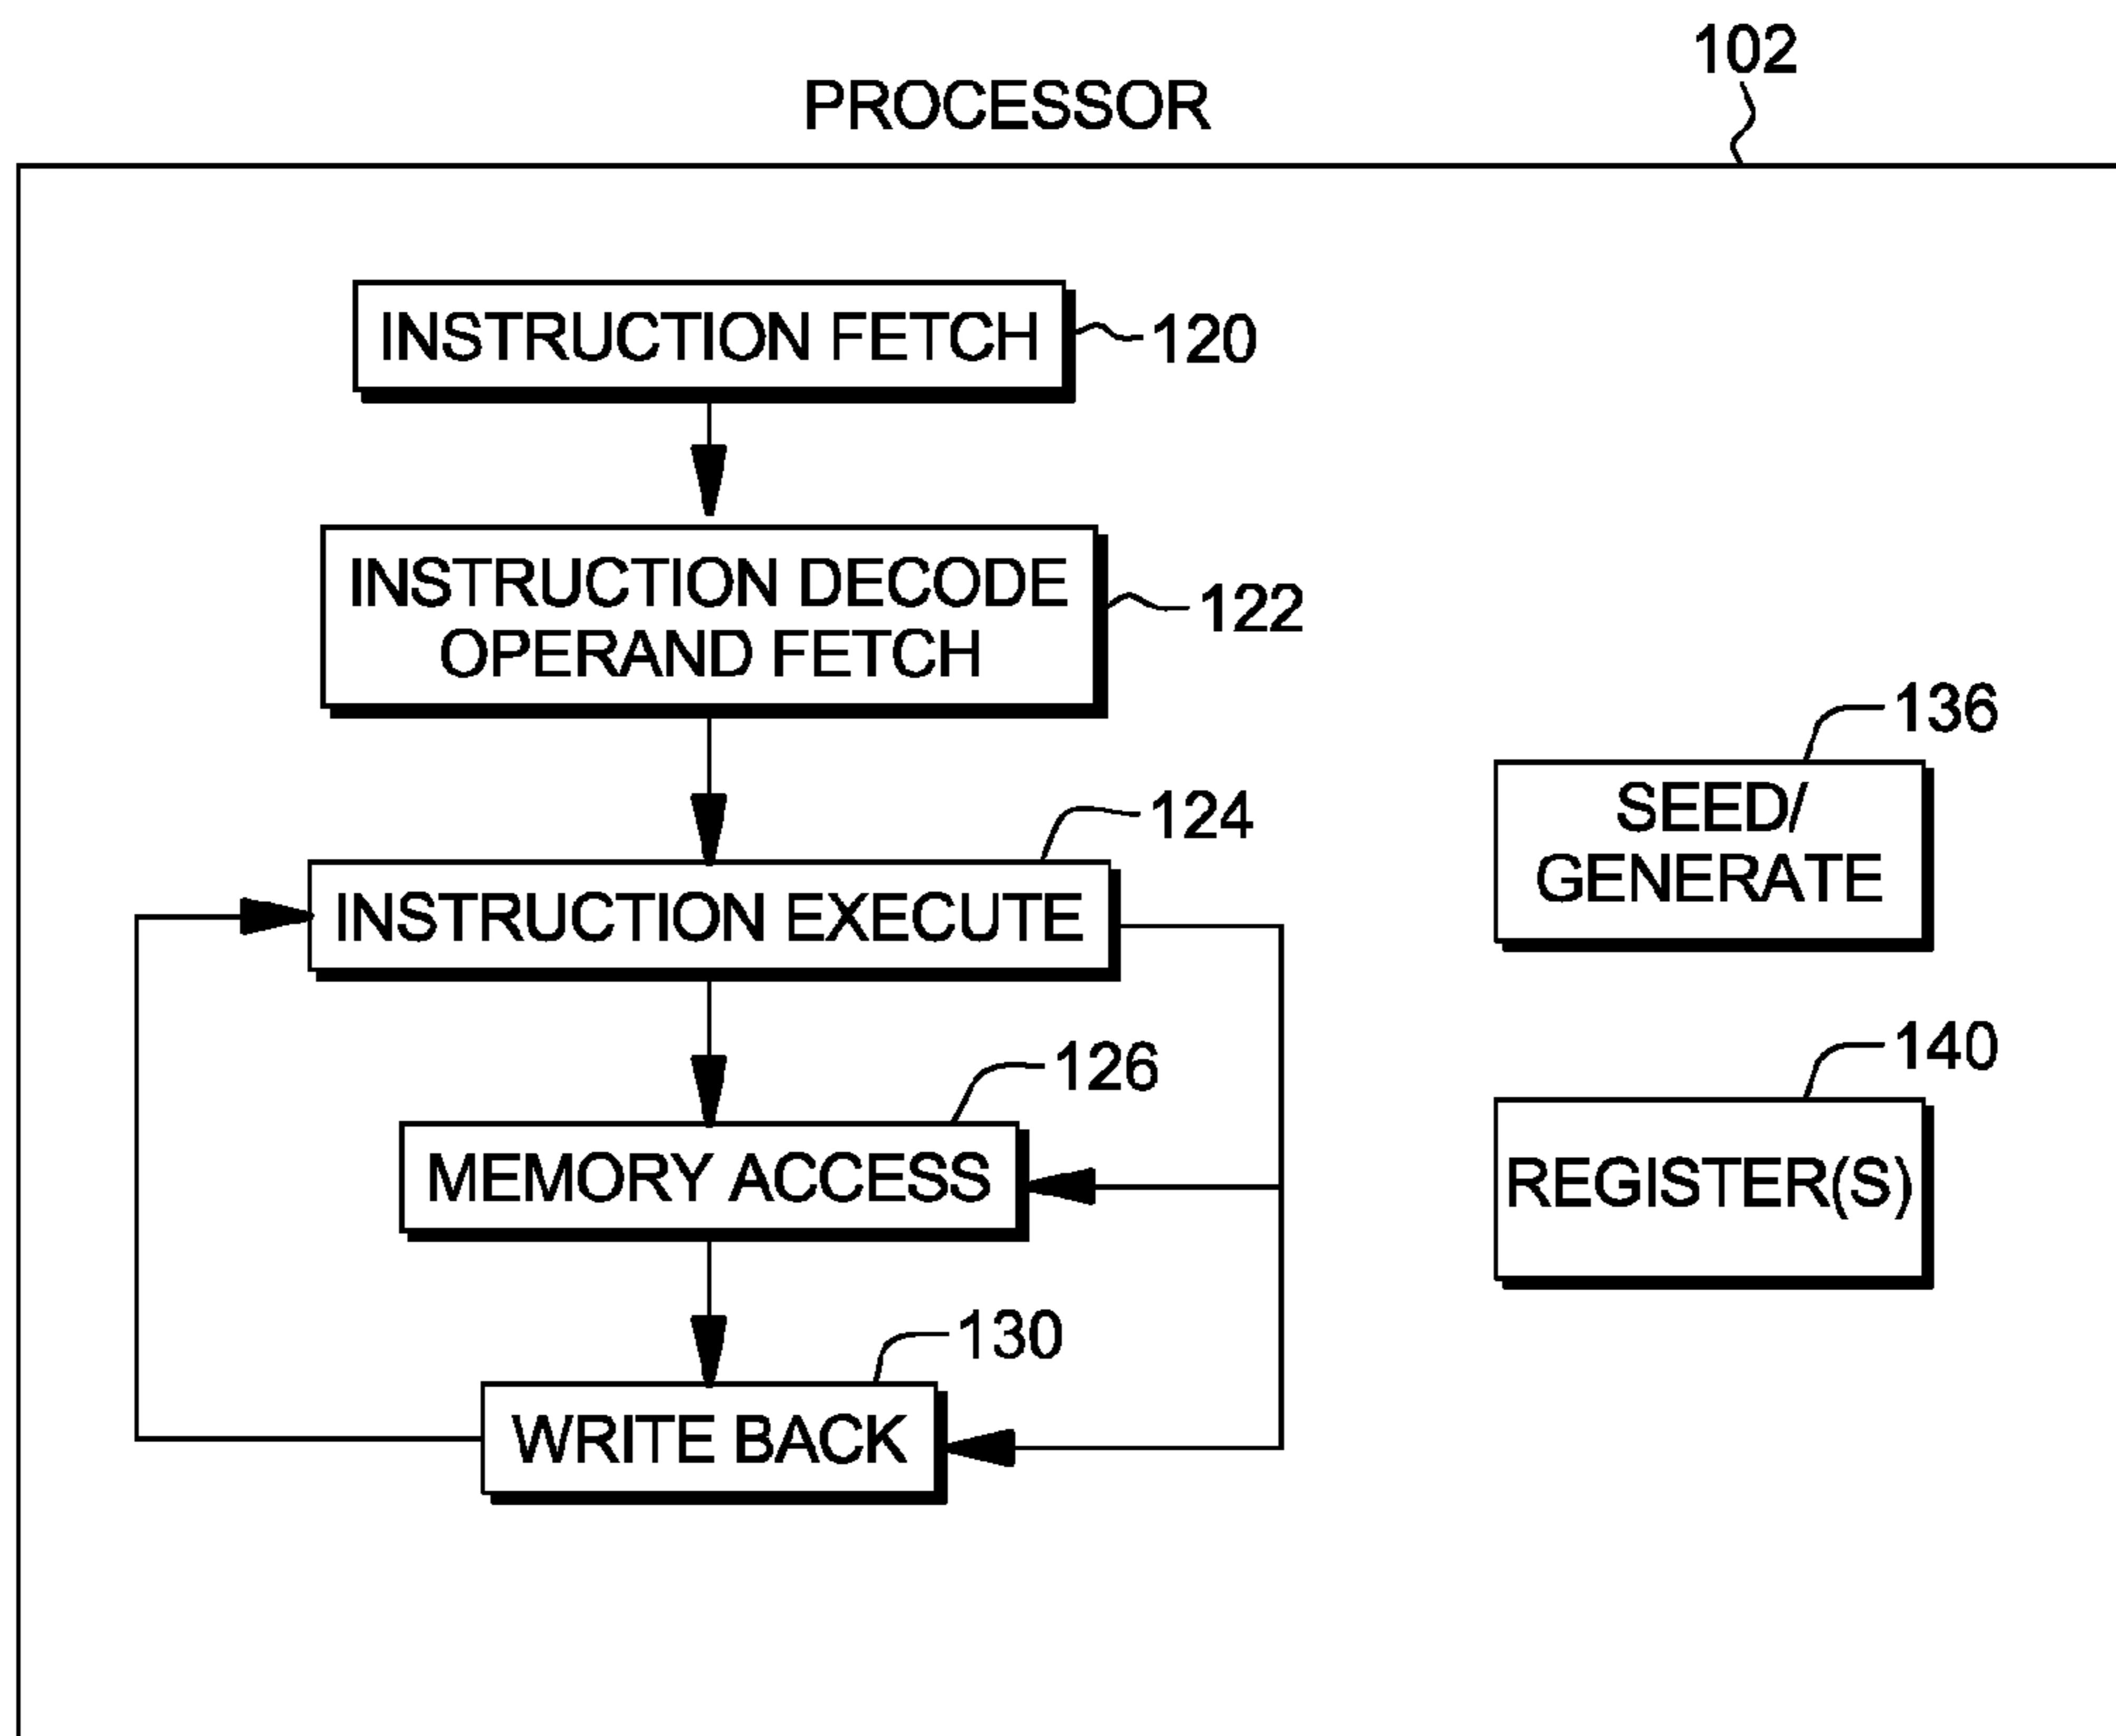 102
PROCESSOR
INSTRUCTION FETCH
120
INSTRUCTION DECODE
OPERAND FETCH
122
136
SEED/
GENERATE
124
INSTRUCTION EXECUTE
140
REGISTER(S)
126
MEMORY ACCESS
130
WRITE BACK